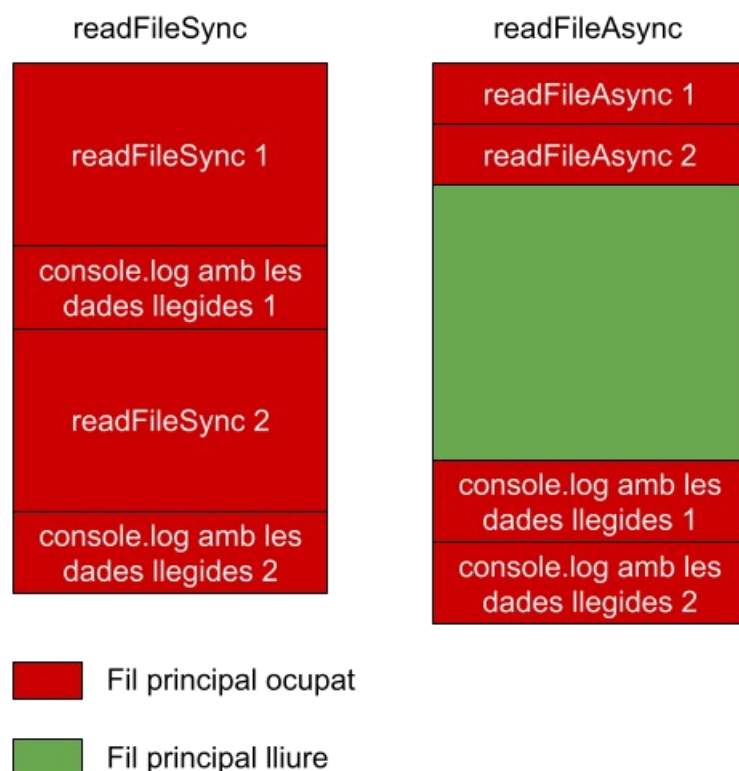 readFileSync
readFileSync 1
console.log amb les
dades llegides 1
readFileSync 2
console.log amb les
dades llegides 2
readFileAsync
readFileAsync 1
readFileAsync 2
console.log amb les
dades llegides 1
console.log amb les
dades llegides 2
Fil principal ocupat
Fil principal lliure